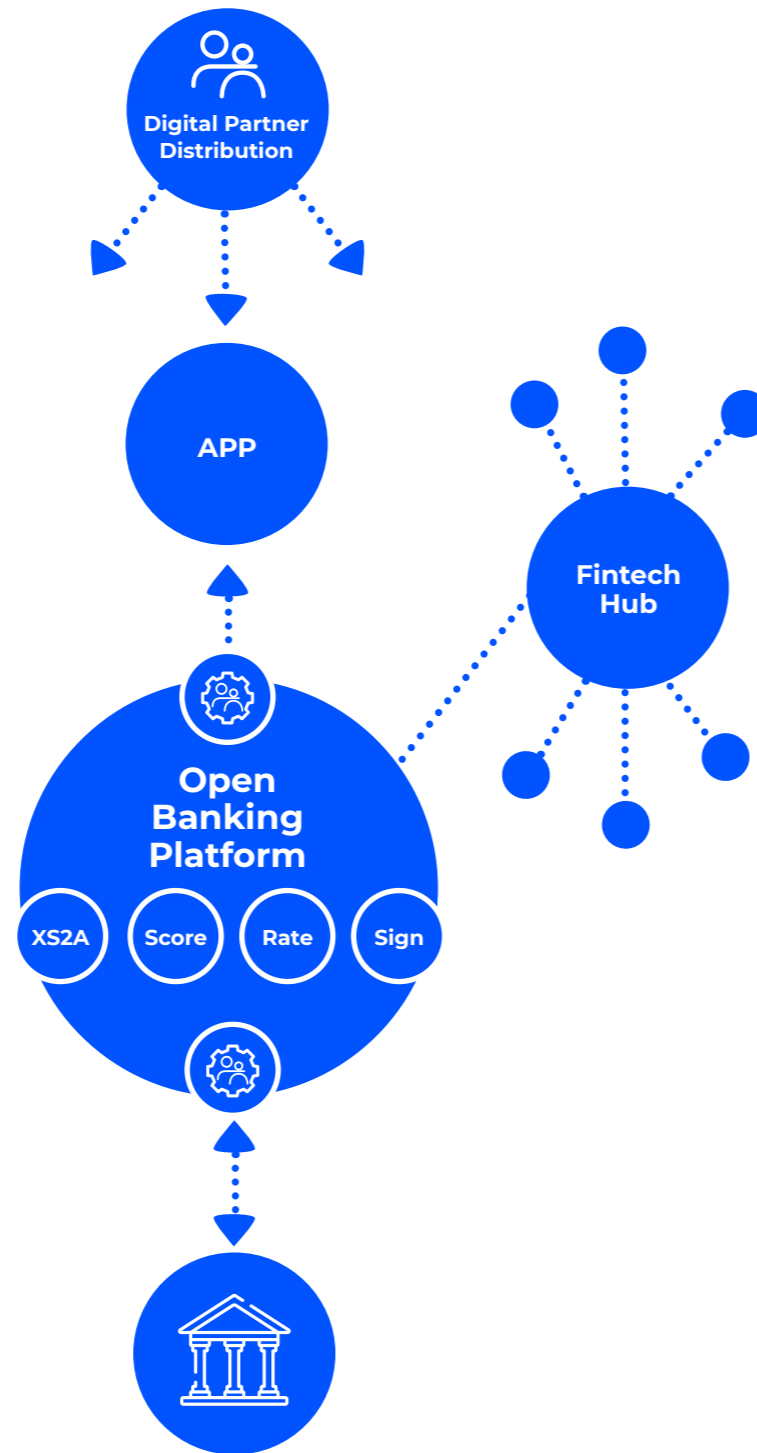 Digital Partner
Distribution
APP
Fintech
Hub
Open
Banking
Platform
XS2A
Score
Rate
Sign